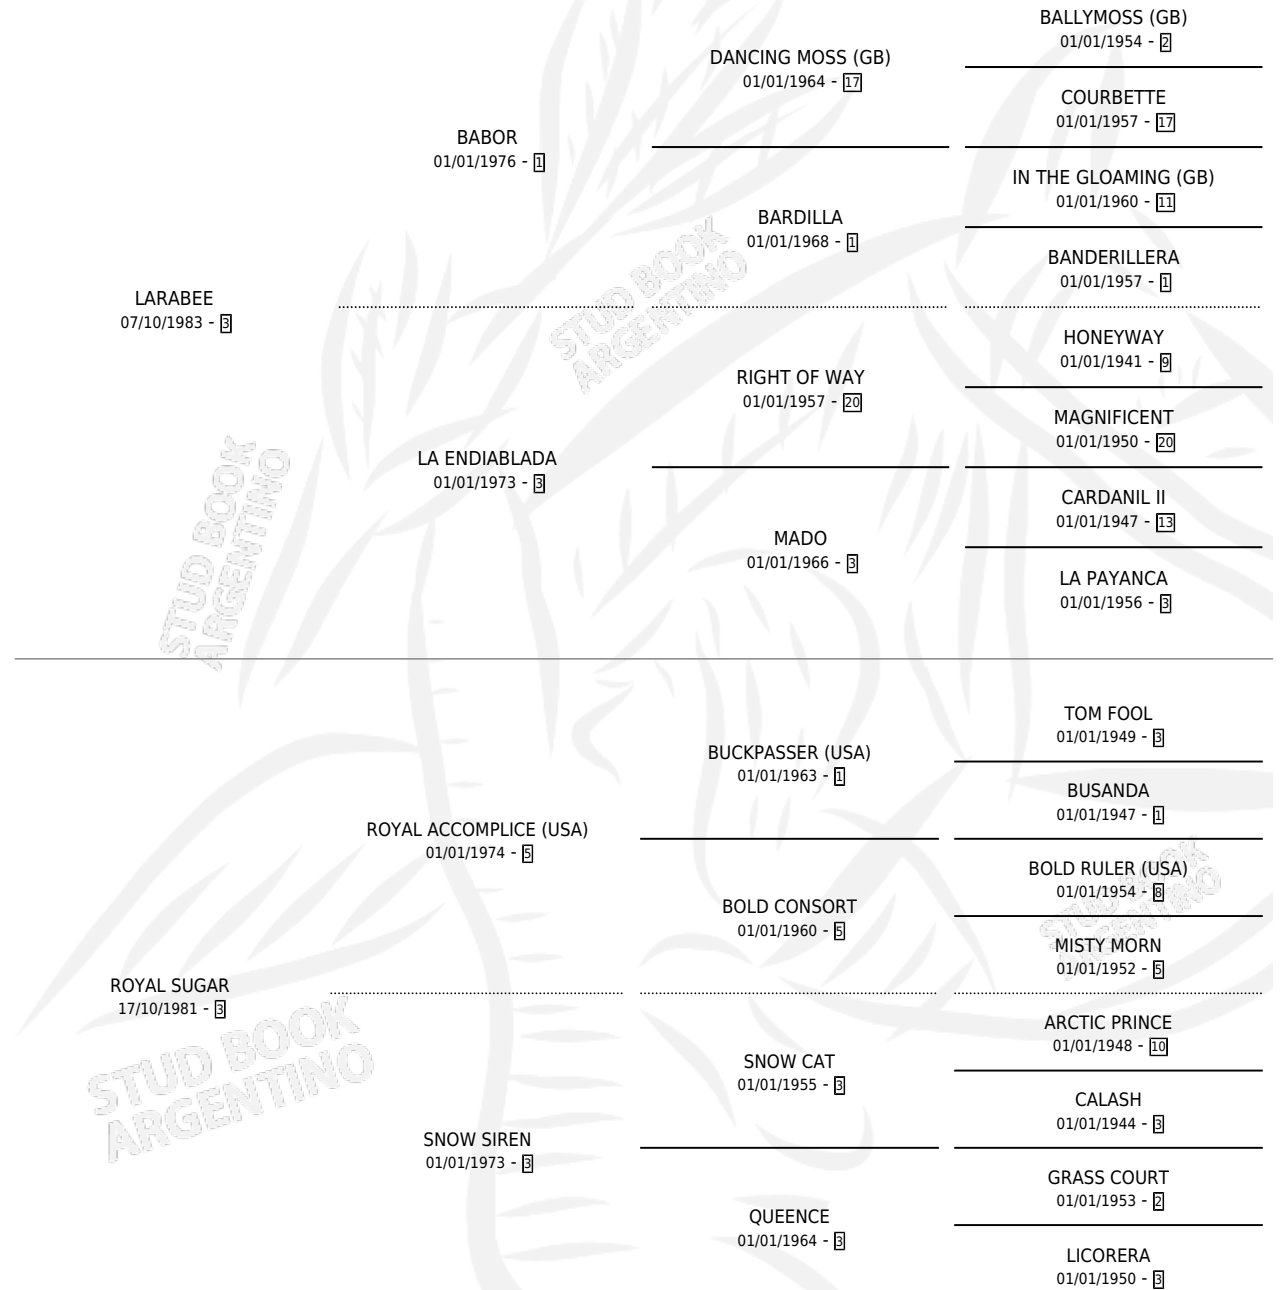 BALLYMOSS (GB)
01/01/1954 - 2
DANCING MOSS (GB)
01/01/1964 - 17
COURBETTE
01/01/1957 - 17
BABOR
01/01/1976 - 1
IN THE GLOAMING (GB)
01/01/1960 - 11
BARDILLA
01/01/1968 - 1
BANDERILLERA
01/01/1957 - 1
LARABEE
07/10/1983 - 3
HONEYWAY
01/01/1941 - 9
RIGHT OF WAY
01/01/1957 - 20
MAGNIFICENT
01/01/1950 - 20
LA ENDIABLADA
01/01/1973 - 3
CARDANIL II
01/01/1947 - 13
MADO
01/01/1966 - 3
LA PAYANCA
01/01/1956 - 3
STUD BOOK
ARGENTINO
STUD BOOK
ARGENTINO
TOM FOOL
01/01/1949 - 3
BUCKPASSER (USA)
01/01/1963 - 1
BUSANDA
01/01/1947 - 1
ROYAL ACCOMPLICE (USA)
01/01/1974 - 5
BOLD RULER (USA)
01/01/1954 - 8
BOLD CONSORT
01/01/1960 - 5
MISTY MORN
01/01/1952 - 5
ROYAL SUGAR
17/10/1981 - 3
ARCTIC PRINCE
01/01/1948 - 10
SNOW CAT
01/01/1955 - 3
CALASH
01/01/1944 - 3
SNOW SIREN
01/01/1973 - 3
GRASS COURT
01/01/1953 - 2
QUEENCE
01/01/1964 - 3
LICORERA
01/01/1950 - 3
STUD BOOK
ARGENTINO
STUD BOOK
ARGENTINO